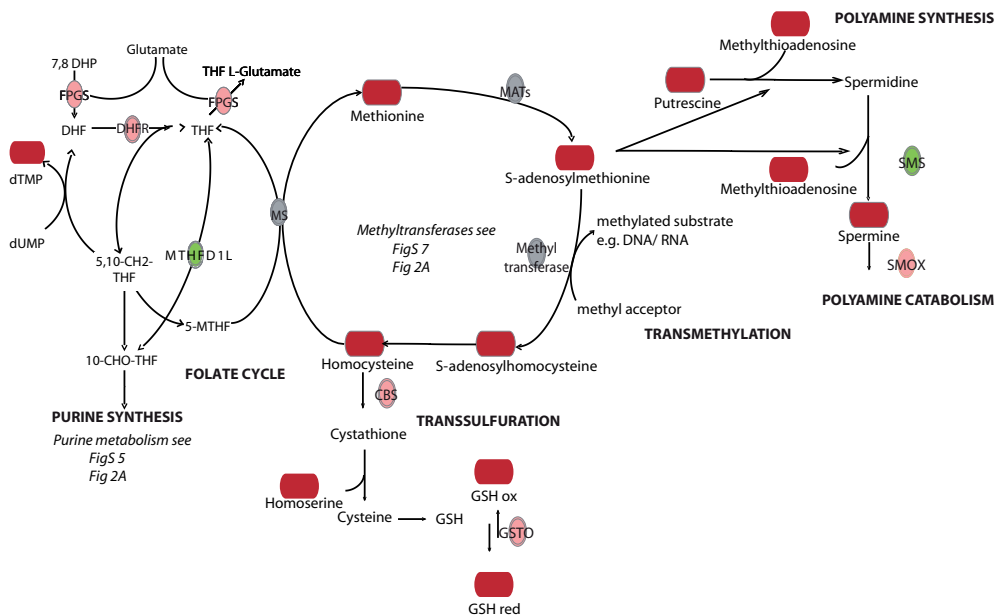 POLYAMINE SYNTHESIS
Methylthioadenosine
Glutamate
7,8 DHP
THF L-Glutamate
FPGS
FPGS
MATs
Putrescine
Spermidine
Methionine
DHF
DHFR
THF
dTMP
S-adenosylmethionine
Methylthioadenosine
SMS
MS
dUMP
Methyltransferases see
FigS 7
Fig 2A
methylated substrate
e.g. DNA/ RNA
Methyl
transferase
Spermine
MTHFD1L
5,10-CH2-
THF
SMOX
POLYAMINE CATABOLISM
methyl acceptor
5-MTHF
TRANSMETHYLATION
10-CHO-THF
FOLATE CYCLE
Homocysteine
S-adenosylhomocysteine
CBS
PURINE SYNTHESIS
Purine metabolism see
FigS 5
Fig 2A
TRANSSULFURATION
Cystathione
GSH ox
Homoserine
Cysteine
GSH
GSTO
GSH red